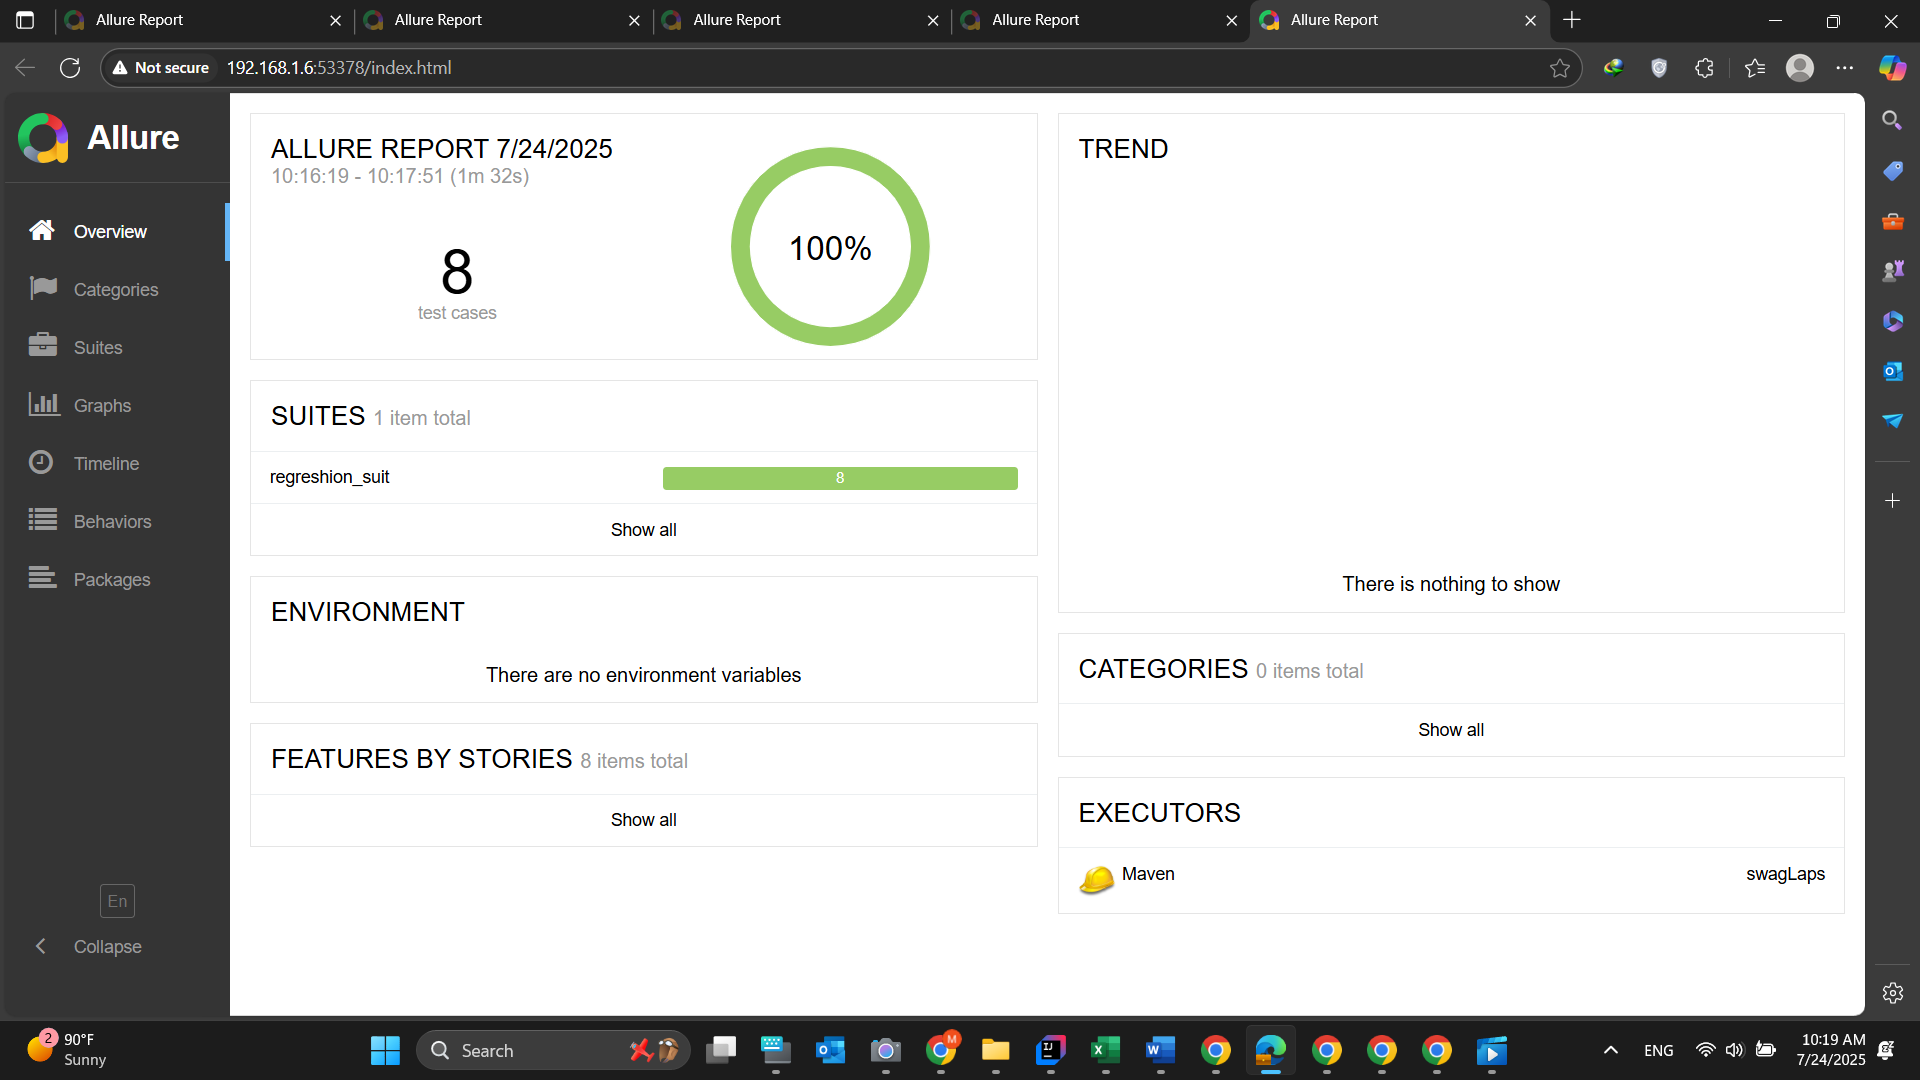 Allure Report
Allure Report
Allure Report
Allure Report
Allure Report
Not secure
192.168.1.6:53378/index.html
Allure
Overview
Categories
Suites
Graphs
Timeline
Behaviors
Packages
En
Collapse
ALLURE REPORT 7/24/2025
10:16:19 - 10:17:51 (1m 32s)
8
test cases
100%
SUITES 1 item total
regreshion_suit
8
Show all
ENVIRONMENT
There are no environment variables
FEATURES BY STORIES 8 items total
Show all
TREND
There is nothing to show
CATEGORIES 0 items total
Show all
EXECUTORS
Maven
swagLaps
2
90°F
Sunny
Search
M
ENG
10:19 AM
7/24/2025